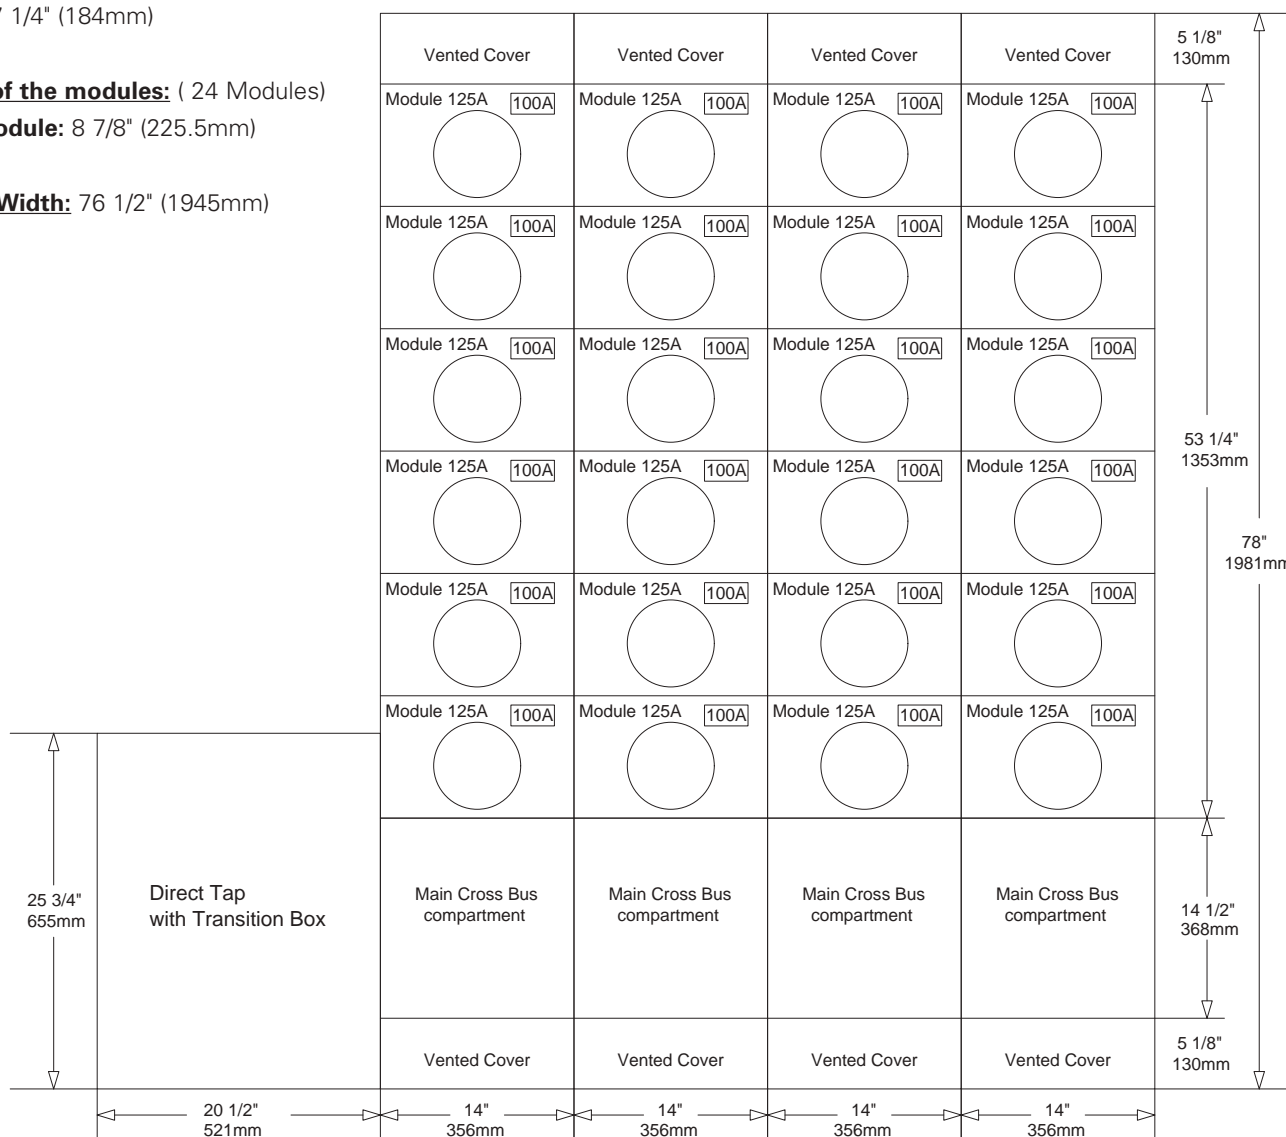 1/4" (184mm)
of the modules: ( 24 Modules)
odule: 8 7/8" (225.5mm)
Width: 76 1/2" (1945mm)
Vented Cover Vented Cover Vented Cover Vented Cover
5 1/8"
130mm
Module 125A 100A Module 125A 100A Module 125A 100A Module 125A 100A
Module 125A 100A Module 125A 100A Module 125A 100A Module 125A 100A
Module 125A 100A Module 125A 100A Module 125A 100A Module 125A 100A
53 1/4"
1353mm
Module 125A 100A Module 125A 100A Module 125A 100A Module 125A 100A
78"
1981mm
Module 125A 100A Module 125A 100A Module 125A 100A Module 125A 100A
Module 125A 100A Module 125A 100A Module 125A 100A Module 125A 100A
25 3/4"
655mm
Direct Tap
with Transition Box
Main Cross Bus Main Cross Bus Main Cross Bus Main Cross Bus
compartment compartment compartment compartment
14 1/2"
368mm
Vented Cover Vented Cover Vented Cover Vented Cover
5 1/8"
130mm
20 1/2" 14" 14" 14" 14"
521mm 356mm 356mm 356mm 356mm